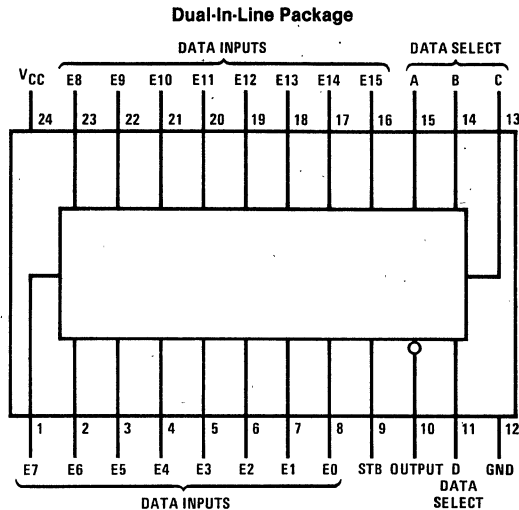 Dual-In-Line Package
DATA INPUTS DATA SELECT
VCC E8 E9 E10 E11 E12 E13 E14 E15 A B C
24 23 22 21 20 19 18 17 16 15 14 13
1 2 3 4 5 6 7 8 9 10 11 12
E7 E6 E5 E4 E3 E2 E1 E0 STB OUTPUT D GND
DATA INPUTS DATA
SELECT